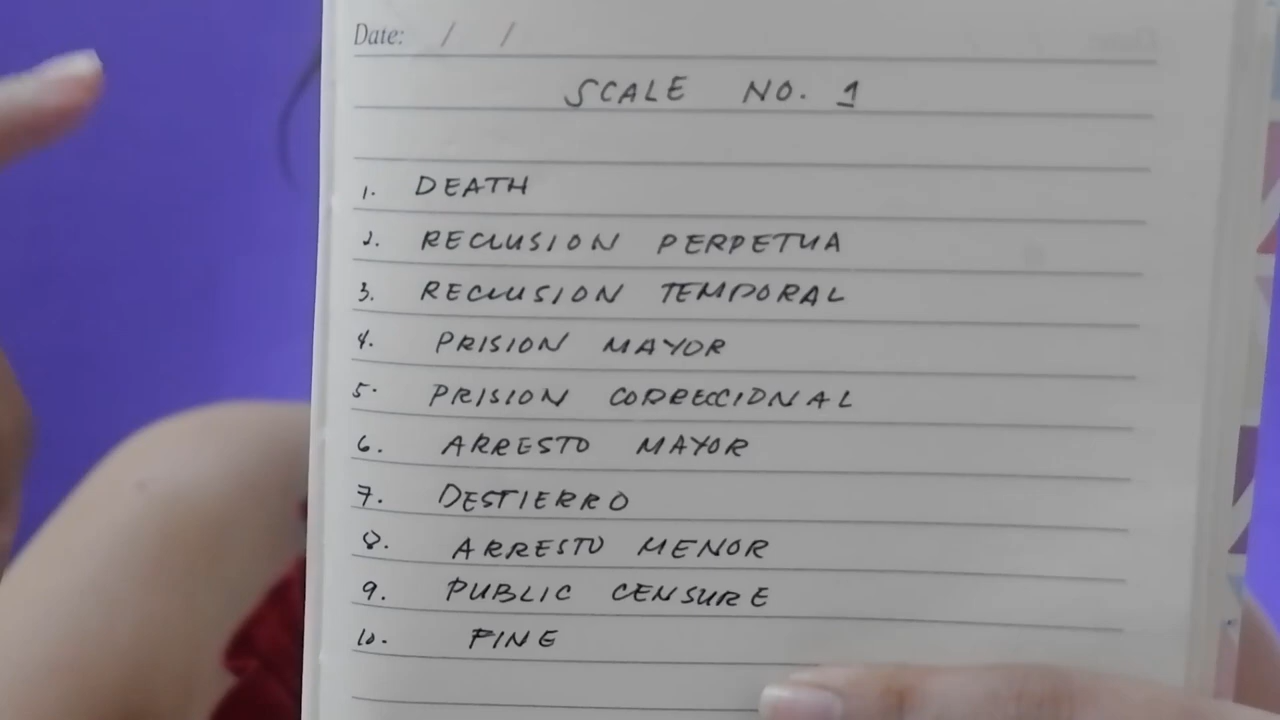 Date: / /
SCALE NO. 1
1. DEATH
2. RECLUSION PERPETUA
3. RECLUSION TEMPORAL
4. PRISION MAYOR
5. PRISION CORRECCIONAL
6. ARRESTO MAYOR
7. DESTIERRO
8. ARRESTO MENOR
9. PUBLIC CENSURE
10. FINE